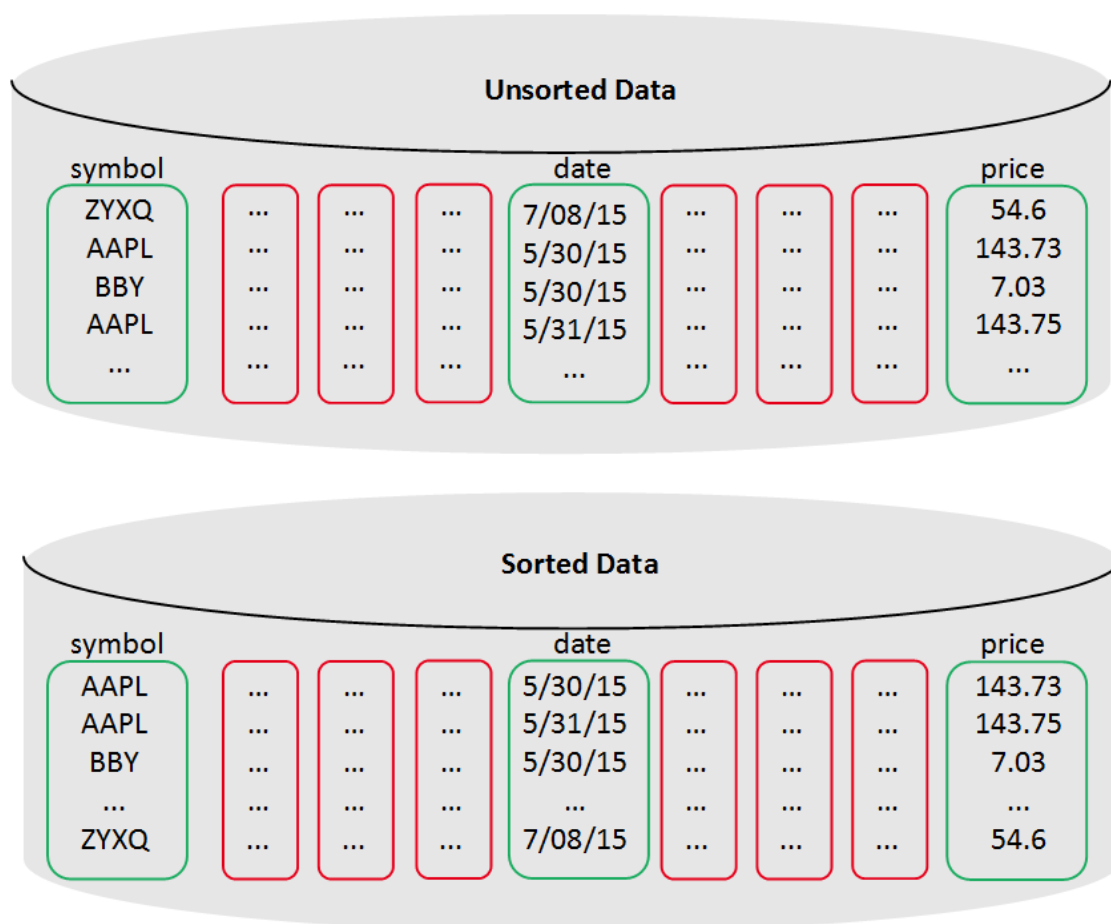 Unsorted Data
symbol date price
ZYXQ ... ... ... 7/08/15 ... ... ... 54.6
AAPL ... ... ... 5/30/15 ... ... ... 143.73
BBY ... ... ... 5/30/15 ... ... ... 7.03
AAPL ... ... ... 5/31/15 ... ... ... 143.75
... ... ... ... ... ... ... ... ...
Sorted Data
symbol date price
AAPL ... ... ... 5/30/15 ... ... ... 143.73
AAPL ... ... ... 5/31/15 ... ... ... 143.75
BBY ... ... ... 5/30/15 ... ... ... 7.03
... ... ... ... ... ... ... ... ...
ZYXQ ... ... ... 7/08/15 ... ... ... 54.6